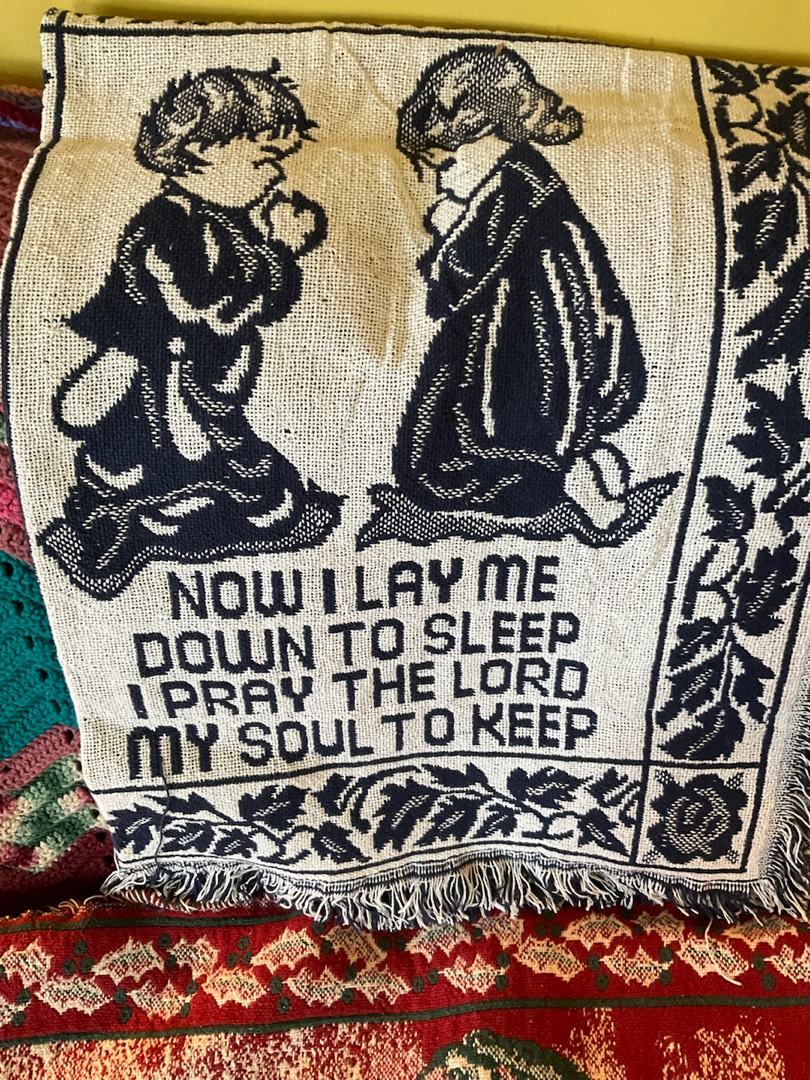 NOW I LAY ME
DOWN TO SLEEP
I PRAY THE LORD
MY SOUL TO KEEP